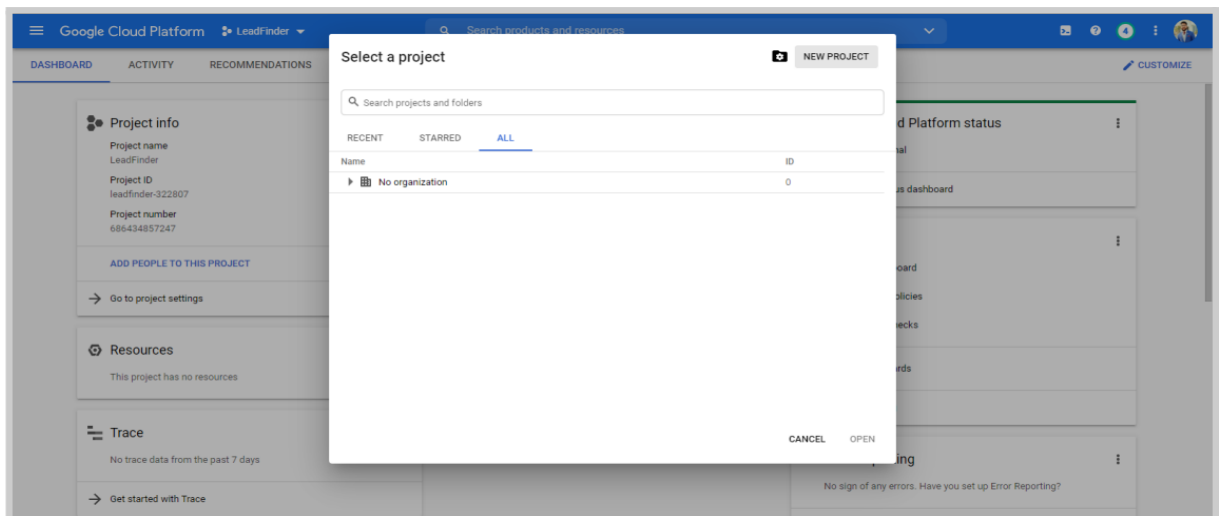 Google Cloud Platform LeadFinder Search products and resources 4
DASHBOARD ACTIVITY RECOMMENDATIONS CUSTOMIZE
Select a project NEW PROJECT
Search projects and folders
RECENT STARRED ALL
Name ID
No organization 0
CANCEL OPEN
Project info
Project name
LeadFinder
Project ID
leadfinder-322807
Project number
686434857247
ADD PEOPLE TO THIS PROJECT
Go to project settings
Resources
This project has no resources
Trace
No trace data from the past 7 days
Get started with Trace
d Platform status
nal
us dashboard
oard
olicies
ecks
rds
ing
No sign of any errors. Have you set up Error Reporting?